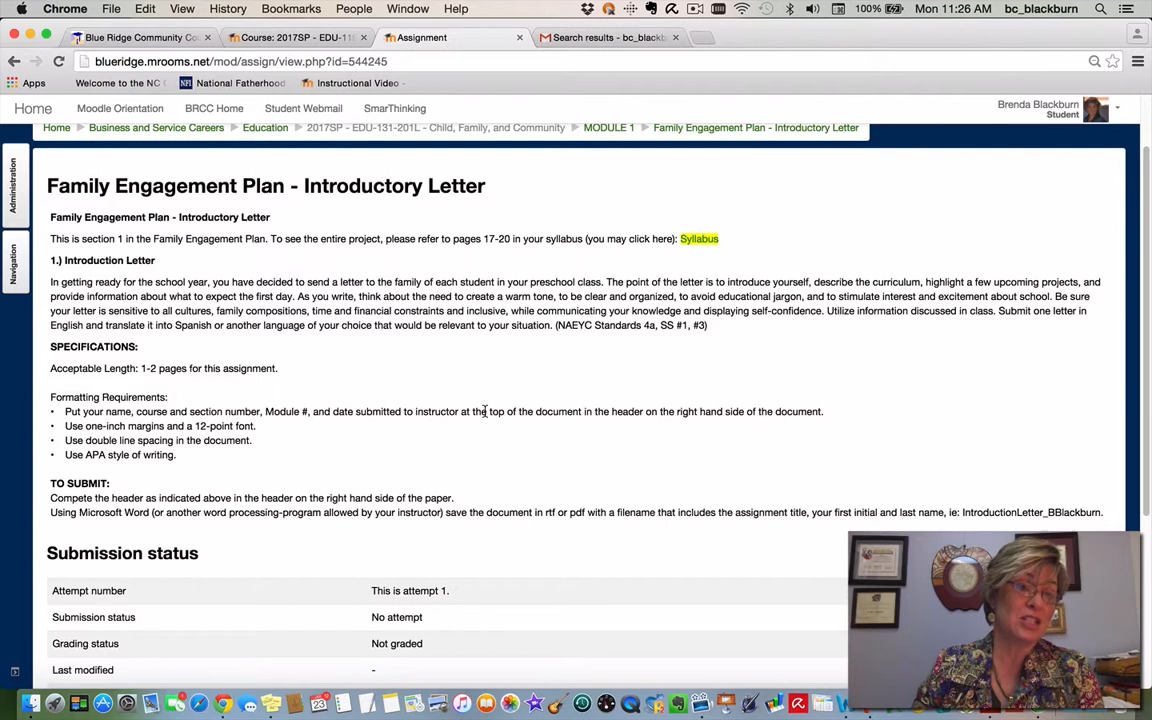 Chrome File Edit View History Bookmarks People Window Help 100% Mon 11:26 AM bc_blackburn
Blue Ridge Community Co Course: 2017SP - EDU-11 Assignment Search results - bc_blackb
blueridge.mrooms.net/mod/assign/view.php?id=544245
Apps Welcome to the NC National Fatherhood Instructional Video
Home Moodle Orientation BRCC Home Student Webmail SmarThinking Brenda Blackburn
Student
Home Business and Service Careers Education 2017SP - EDU-131-201L - Child, Family, and Community MODULE 1 Family Engagement Plan - Introductory Letter
Administration
Navigation
Family Engagement Plan - Introductory Letter
Family Engagement Plan - Introductory Letter
This is section 1 in the Family Engagement Plan. To see the entire project, please refer to pages 17-20 in your syllabus (you may click here): Syllabus
1.) Introduction Letter
In getting ready for the school year, you have decided to send a letter to the family of each student in your preschool class. The point of the letter is to introduce yourself, describe the curriculum, highlight a few upcoming projects, and
provide information about what to expect the first day. As you write, think about the need to create a warm tone, to be clear and organized, to avoid educational jargon, and to stimulate interest and excitement about school. Be sure
your letter is sensitive to all cultures, family compositions, time and financial constraints and inclusive, while communicating your knowledge and displaying self-confidence. Utilize information discussed in class. Submit one letter in
English and translate it into Spanish or another language of your choice that would be relevant to your situation. (NAEYC Standards 4a, SS #1, #3)
SPECIFICATIONS:
Acceptable Length: 1-2 pages for this assignment.
Formatting Requirements:
• Put your name, course and section number, Module #, and date submitted to instructor at the top of the document in the header on the right hand side of the document.
• Use one-inch margins and a 12-point font.
• Use double line spacing in the document.
• Use APA style of writing.
TO SUBMIT:
Compete the header as indicated above in the header on the right hand side of the paper.
Using Microsoft Word (or another word processing-program allowed by your instructor) save the document in rtf or pdf with a filename that includes the assignment title, your first initial and last name, ie: IntroductionLetter_BBlackburn.
Submission status
Attempt number This is attempt 1.
Submission status No attempt
Grading status Not graded
Last modified -